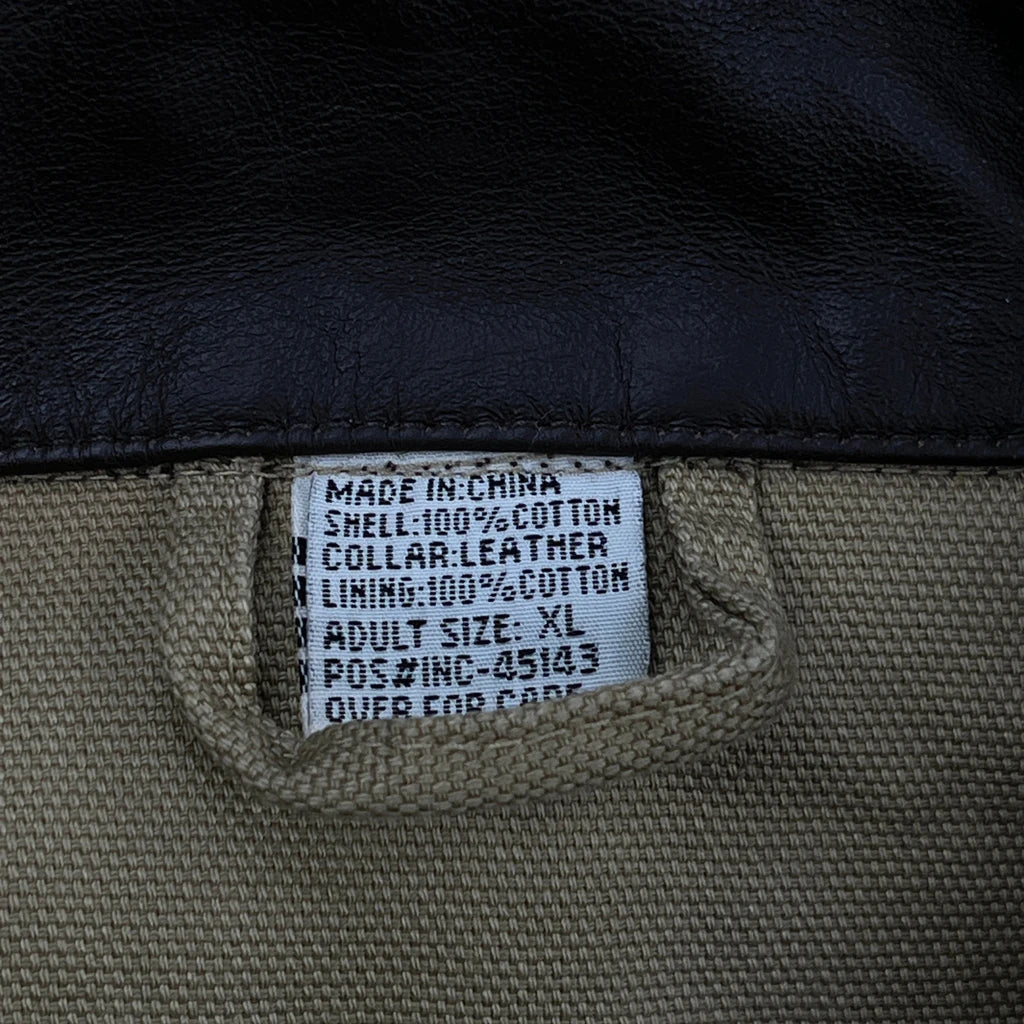 MADE IN:CHINA
SHELL:100%COTTON
COLLAR:LEATHER
LINING:100%COTTON
ADULT SIZE: XL
POS#INC-45143
OVER FOR CARE